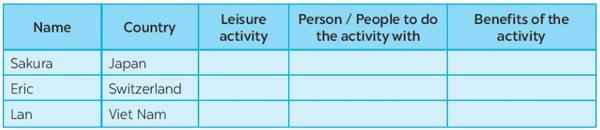 Name Country Leisure activity Person / People to do the activity with Benefits of the activity
Sakura Japan
Eric Switzerland
Lan Viet Nam